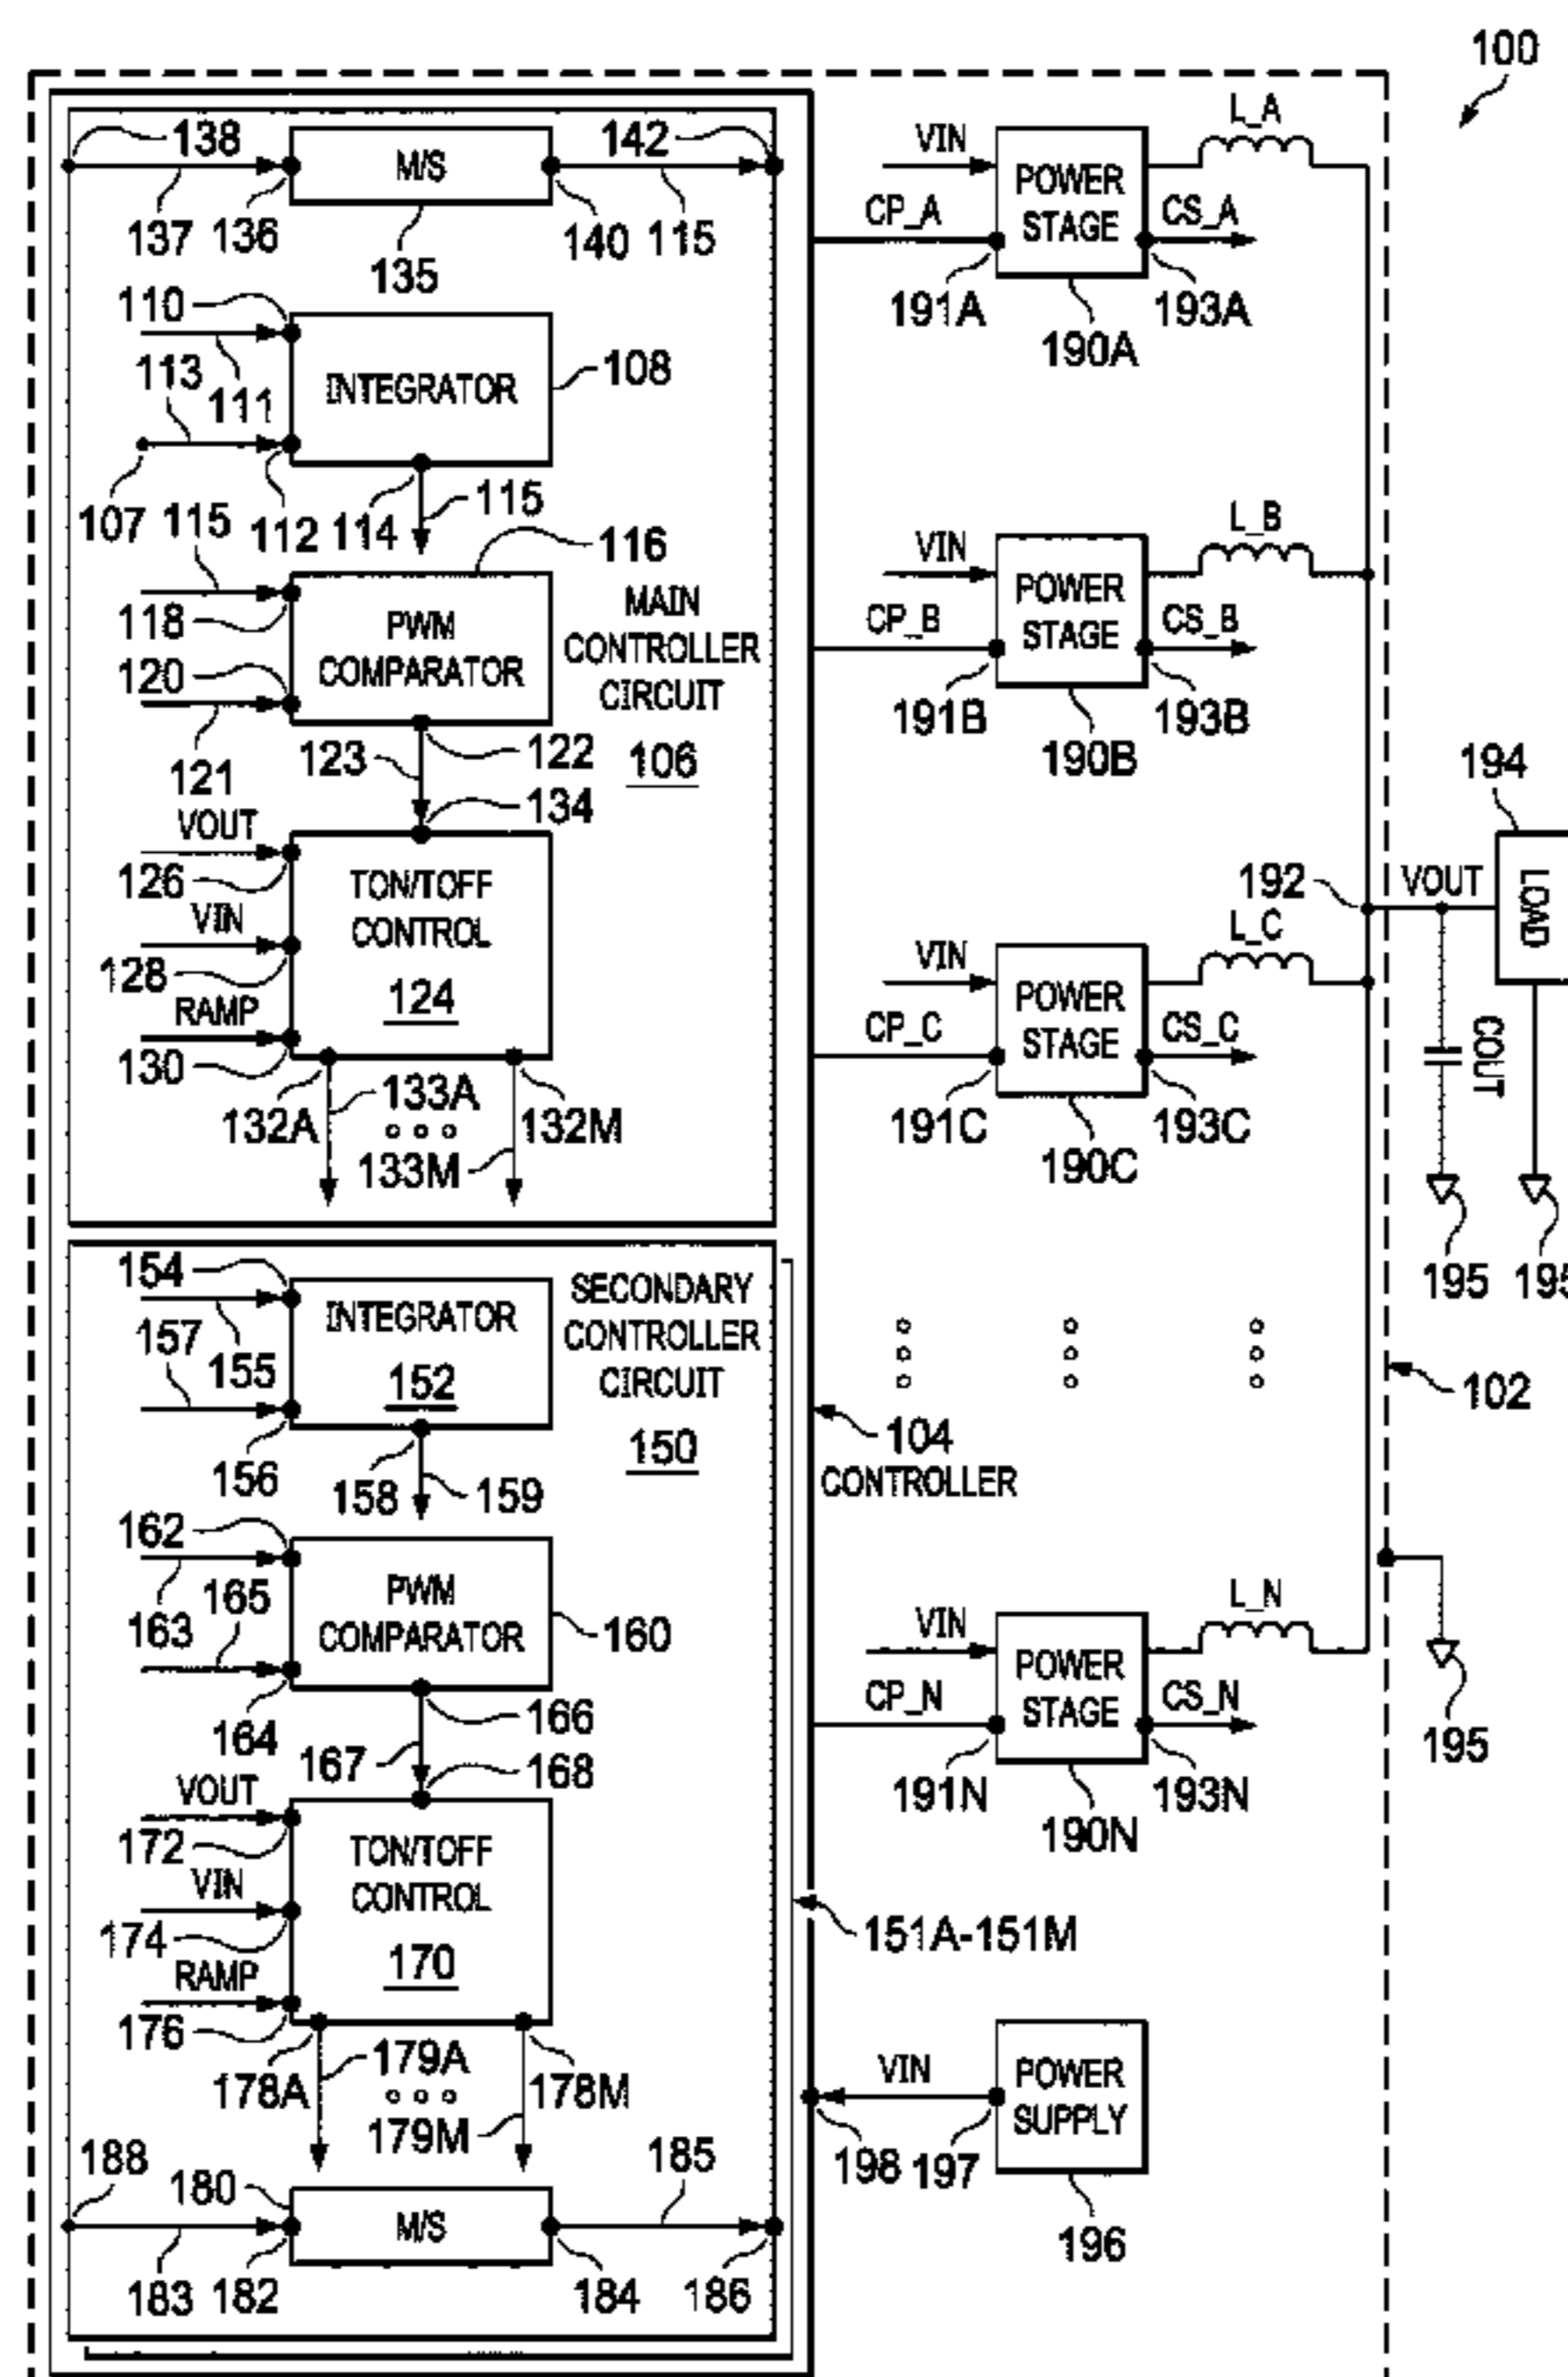 100
138
M/S
142
137
136
135
140
115
110
111
113
INTEGRATOR
108
107
112
114
115
115
118
120
121
PWM
COMPARATOR
116
MAIN
CONTROLLER
CIRCUIT
106
122
123
134
VOUT
126
VIN
128
RAMP
130
TON/TOFF
CONTROL
124
132A
133A
133M
132M
154
155
157
156
INTEGRATOR
152
SECONDARY
CONTROLLER
CIRCUIT
150
158
159
162
163
165
164
PWM
COMPARATOR
160
166
167
168
VOUT
172
VIN
174
RAMP
176
TON/TOFF
CONTROL
170
178A
179A
179M
178M
188
180
183
182
M/S
185
184
186
VIN
CP_A
POWER
STAGE
L_A
CS_A
191A
190A
193A
VIN
CP_B
POWER
STAGE
L_B
CS_B
191B
190B
193B
VIN
CP_C
POWER
STAGE
L_C
CS_C
191C
190C
193C
192
VOUT
194
LOAD
COUT
195
195
102
104
CONTROLLER
VIN
CP_N
POWER
STAGE
L_N
CS_N
191N
190N
193N
195
151A-151M
VIN
POWER
SUPPLY
198
197
196